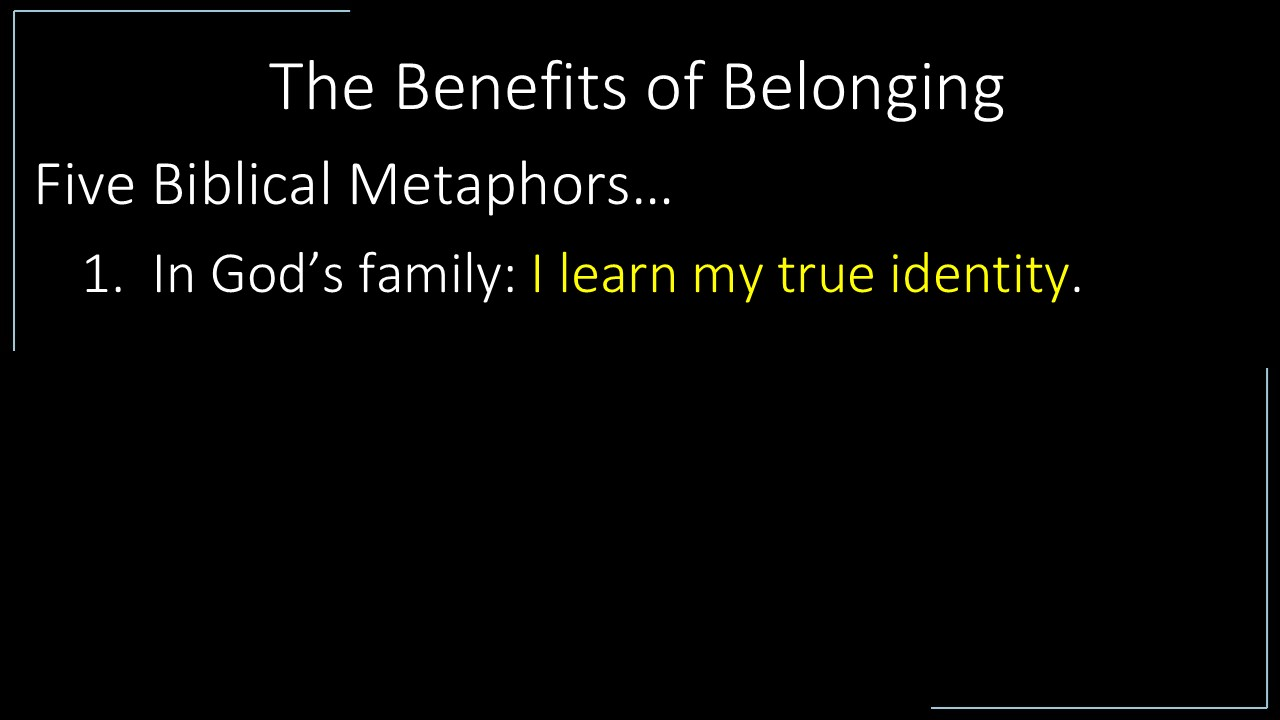 The Benefits of Belonging
Five Biblical Metaphors…
1. In God’s family: I learn my true identity.